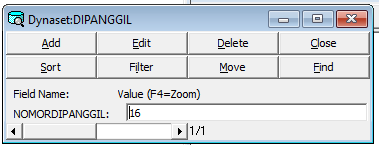 Dynaset:DIPANGGIL
Add Edit Delete Close
Sort Filter Move Find
Field Name: Value (F4=Zoom)
NOMORDIPANGGIL: 16
1/1